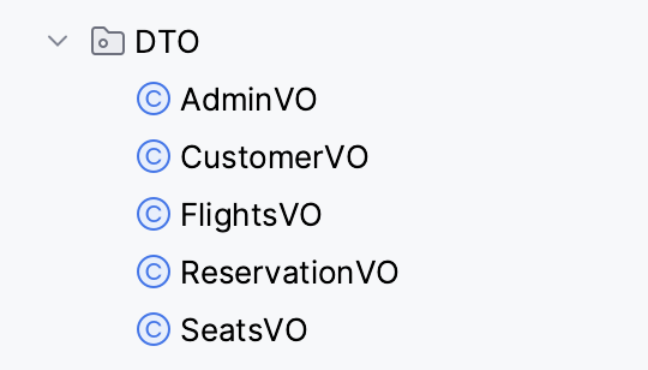 DTO
C AdminVO
C CustomerVO
C FlightsVO
C ReservationVO
C SeatsVO